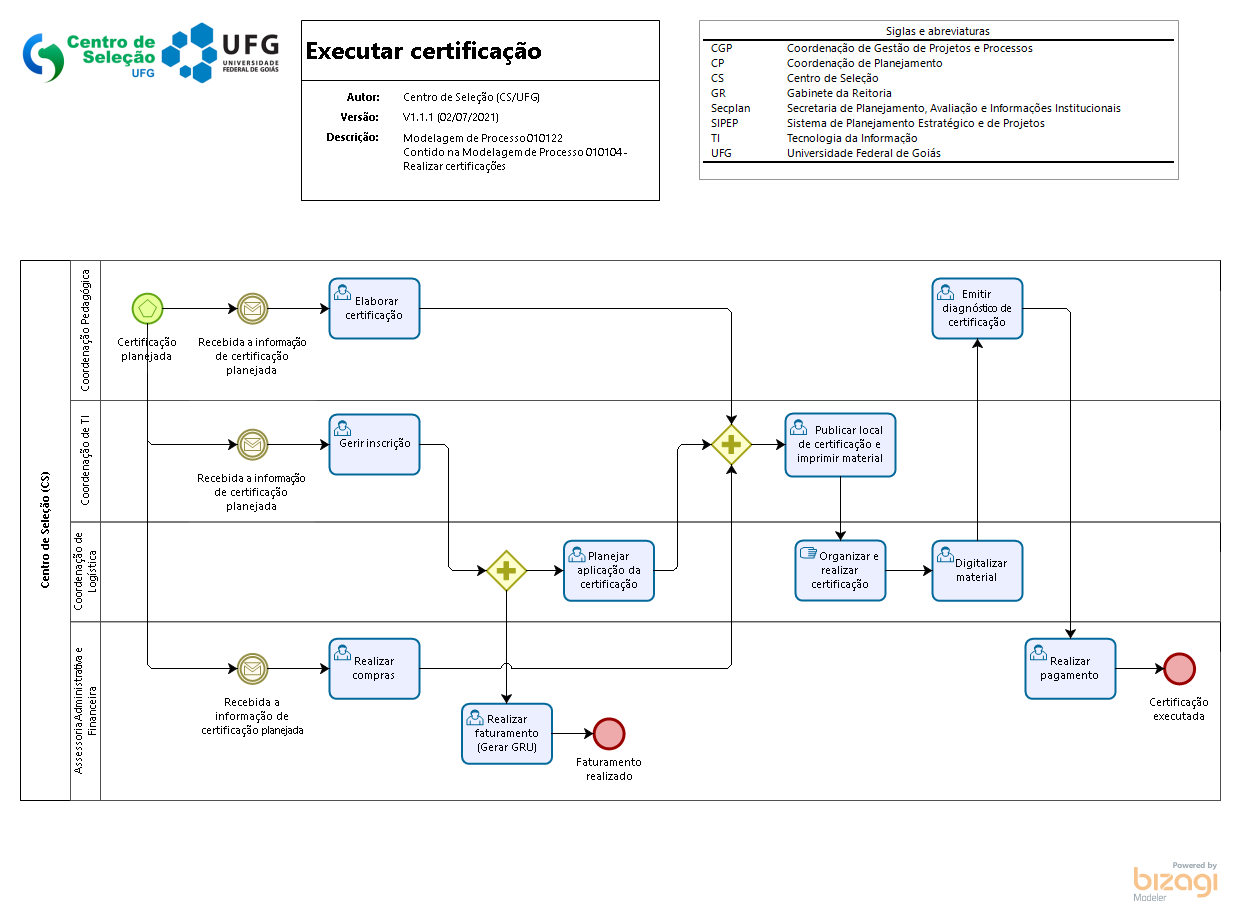 Centro de
Seleção
UFG
UFG
UNIVERSIDADE
FEDERAL DE GOIÁS
Executar certificação
Autor: Centro de Seleção (CS/UFG)
Versão: V1.1.1 (02/07/2021)
Descrição: Modelagem de Processo 010122
Contido na Modelagem de Processo 010104 -
Realizar certificações
Siglas e abreviaturas
CGP Coordenação de Gestão de Projetos e Processos
CP Coordenação de Planejamento
CS Centro de Seleção
GR Gabinete da Reitoria
Secplan Secretaria de Planejamento, Avaliação e Informações Institucionais
SIPEP Sistema de Planejamento Estratégico e de Projetos
TI Tecnologia da Informação
UFG Universidade Federal de Goiás
Centro de Seleção (CS)
Coordenação Pedagógica
Certificação
planejada
Recebida a informação
de certificação
planejada
Elaborar
certificação
Emitir
diagnóstico de
certificação
Coordenação de TI
Recebida a informação
de certificação
planejada
Gerir inscrição
Publicar local
de certificação e
imprimir material
Coordenação de
Logística
Planejar
aplicação da
certificação
Organizar e
realizar
certificação
Digitalizar
material
Assessoria Administrativa e
Financeira
Recebida a
informação de
certificação planejada
Realizar
compras
Realizar
faturamento
(Gerar GRU)
Faturamento
realizado
Realizar
pagamento
Certificação
executada
Powered by
bizagi
Modeler